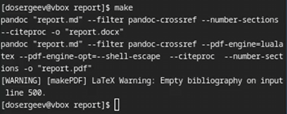 [dosergeev@vbox report]$ make
pandoc "report.md" --filter pandoc-crossref --number-sections
--citeproc -o "report.docx"
pandoc "report.md" --filter pandoc-crossref --pdf-engine=luala
tex --pdf-engine-opt=--shell-escape --citeproc --number-sect
ions -o "report.pdf"
[WARNING] [makePDF] LaTeX Warning: Empty bibliography on input
line 500.
[dosergeev@vbox report]$